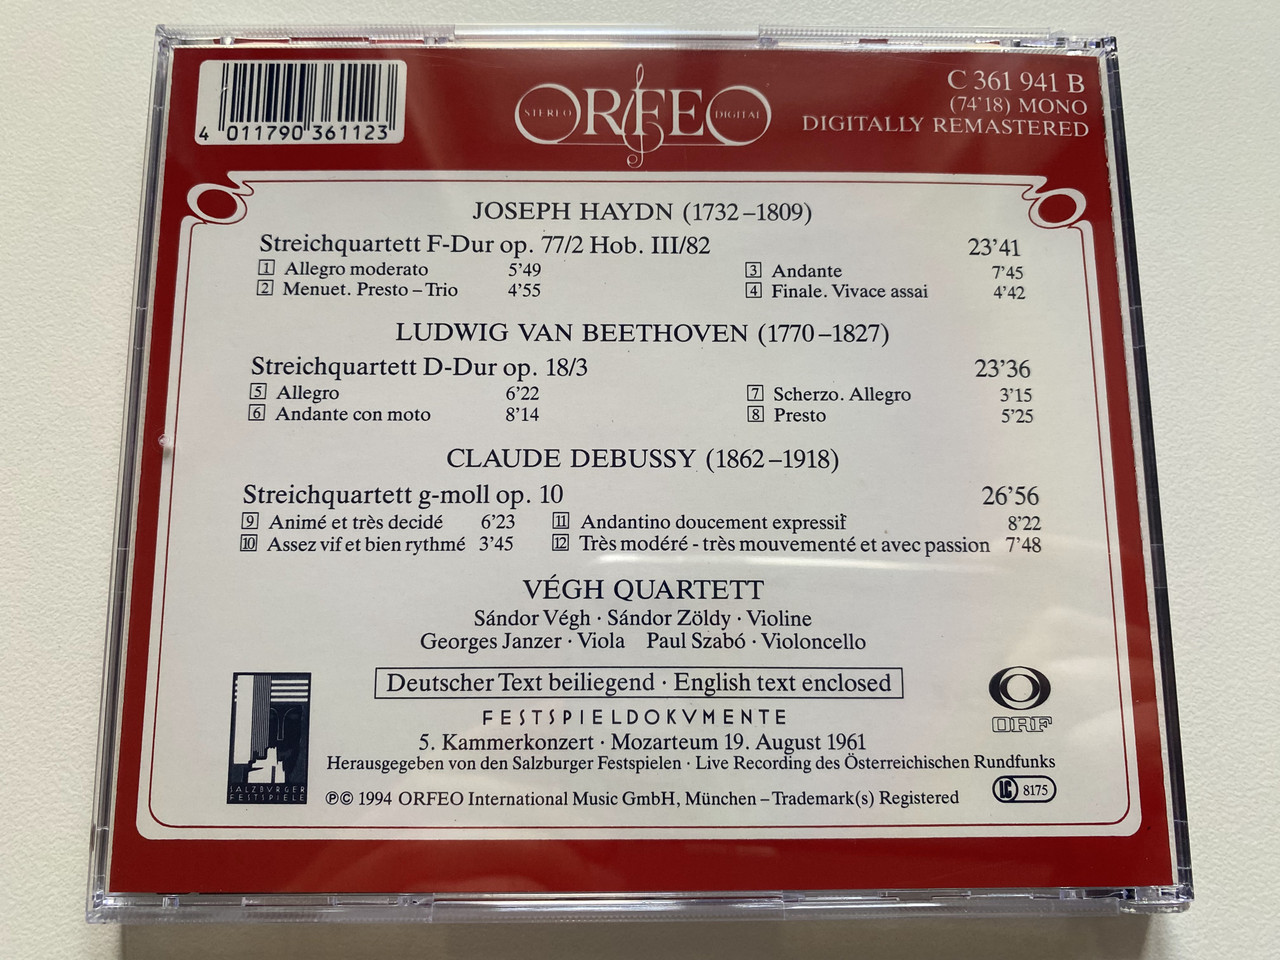 4 011790 361123
STEREO ORFEO DIGITAL
C 361 941 B
(74'18) MONO
DIGITALLY REMASTERED
JOSEPH HAYDN (1732–1809)
Streichquartett F-Dur op. 77/2 Hob. III/82 23'41
1 Allegro moderato 5'49 3 Andante 7'45
2 Menuet. Presto – Trio 4'55 4 Finale. Vivace assai 4'42
LUDWIG VAN BEETHOVEN (1770–1827)
Streichquartett D-Dur op. 18/3 23'36
5 Allegro 6'22 7 Scherzo. Allegro 3'15
6 Andante con moto 8'14 8 Presto 5'25
CLAUDE DEBUSSY (1862–1918)
Streichquartett g-moll op. 10 26'56
9 Animé et très decidé 6'23 11 Andantino doucement expressif 8'22
10 Assez vif et bien rythmé 3'45 12 Très modéré - très mouvementé et avec passion 7'48
VÉGH QUARTETT
Sándor Végh · Sándor Zöldy · Violine
Georges Janzer · Viola Paul Szabó · Violoncello
Deutscher Text beiliegend · English text enclosed
FESTSPIELDOKVMENTE
5. Kammerkonzert · Mozarteum 19. August 1961
Herausgegeben von den Salzburger Festspielen · Live Recording des Österreichischen Rundfunks
℗© 1994 ORFEO International Music GmbH, München – Trademark(s) Registered
SALZBVRGER
FESTSPIELE
ORF
LC 8175